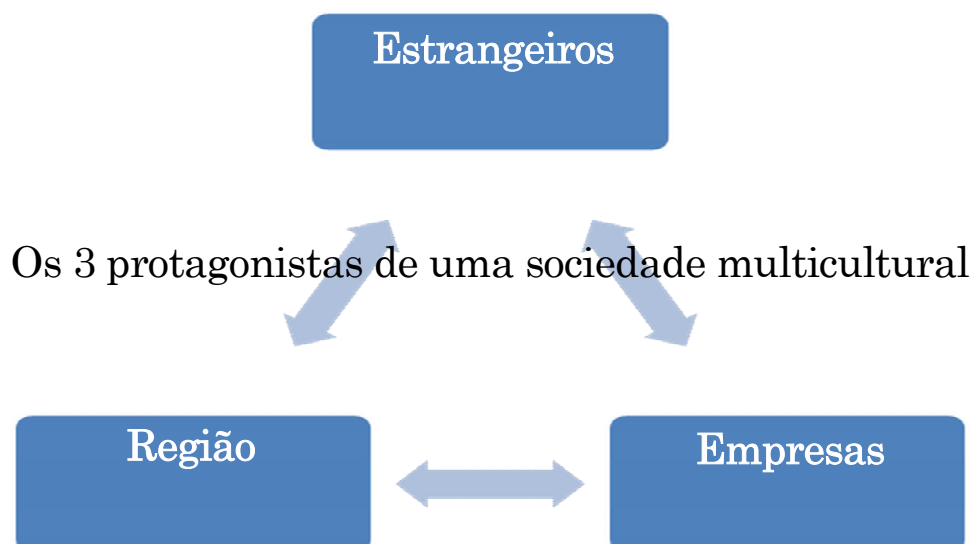 Estrangeiros
Os 3 protagonistas de uma sociedade multicultural
Região
Empresas